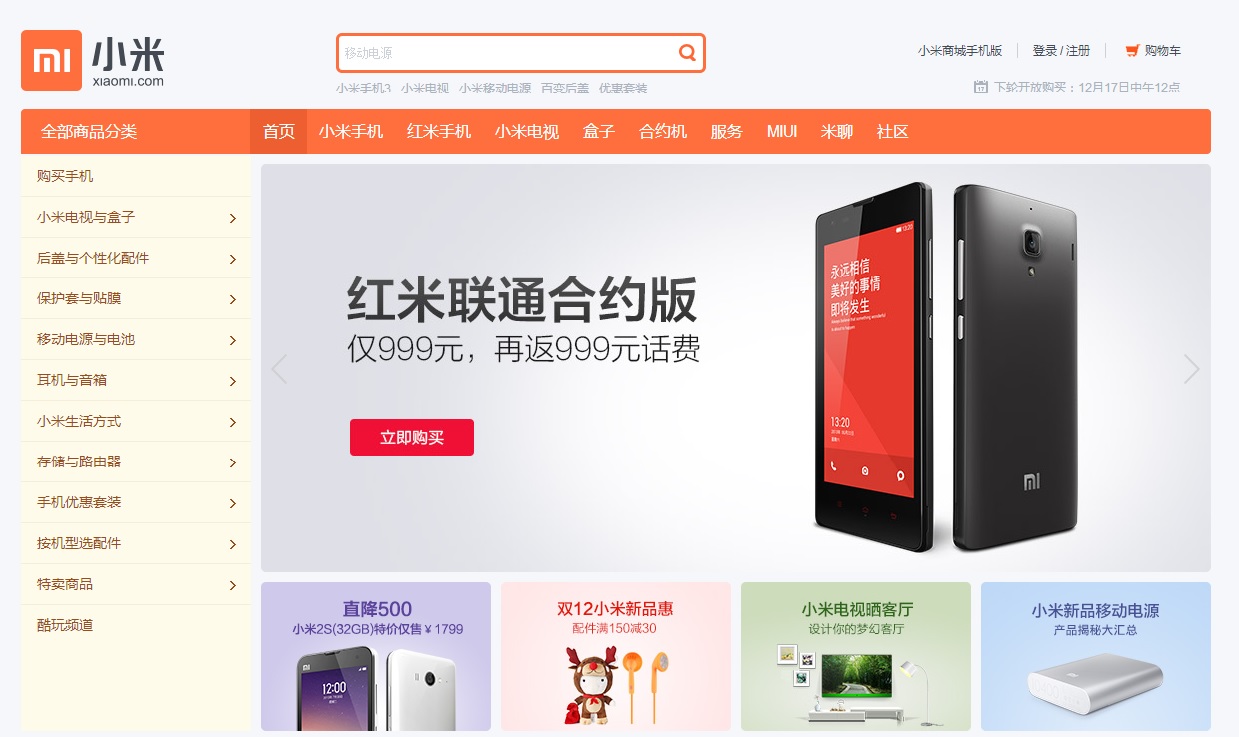 小米
xiaomi.com
移动电源
小米手机3 小米电视 小米移动电源 百变后盖 优惠套装
小米商城手机版 登录 / 注册 购物车
下轮开放购买：12月17日中午12点
全部商品分类 首页 小米手机 红米手机 小米电视 盒子 合约机 服务 MIUI 米聊 社区
购买手机
小米电视与盒子
后盖与个性化配件
保护套与贴膜
移动电源与电池
耳机与音箱
小米生活方式
存储与路由器
手机优惠套装
按机型选配件
特卖商品
酷玩频道
红米联通合约版
仅999元，再返999元话费
立即购买
13:20
永远相信
美好的事情
即将发生
13:20
直降500
小米2S(32GB)特价仅售￥1799
12:00
双12小米新品惠
配件满150减30
小米电视晒客厅
设计你的梦幻客厅
小米新品移动电源
产品揭秘大汇总